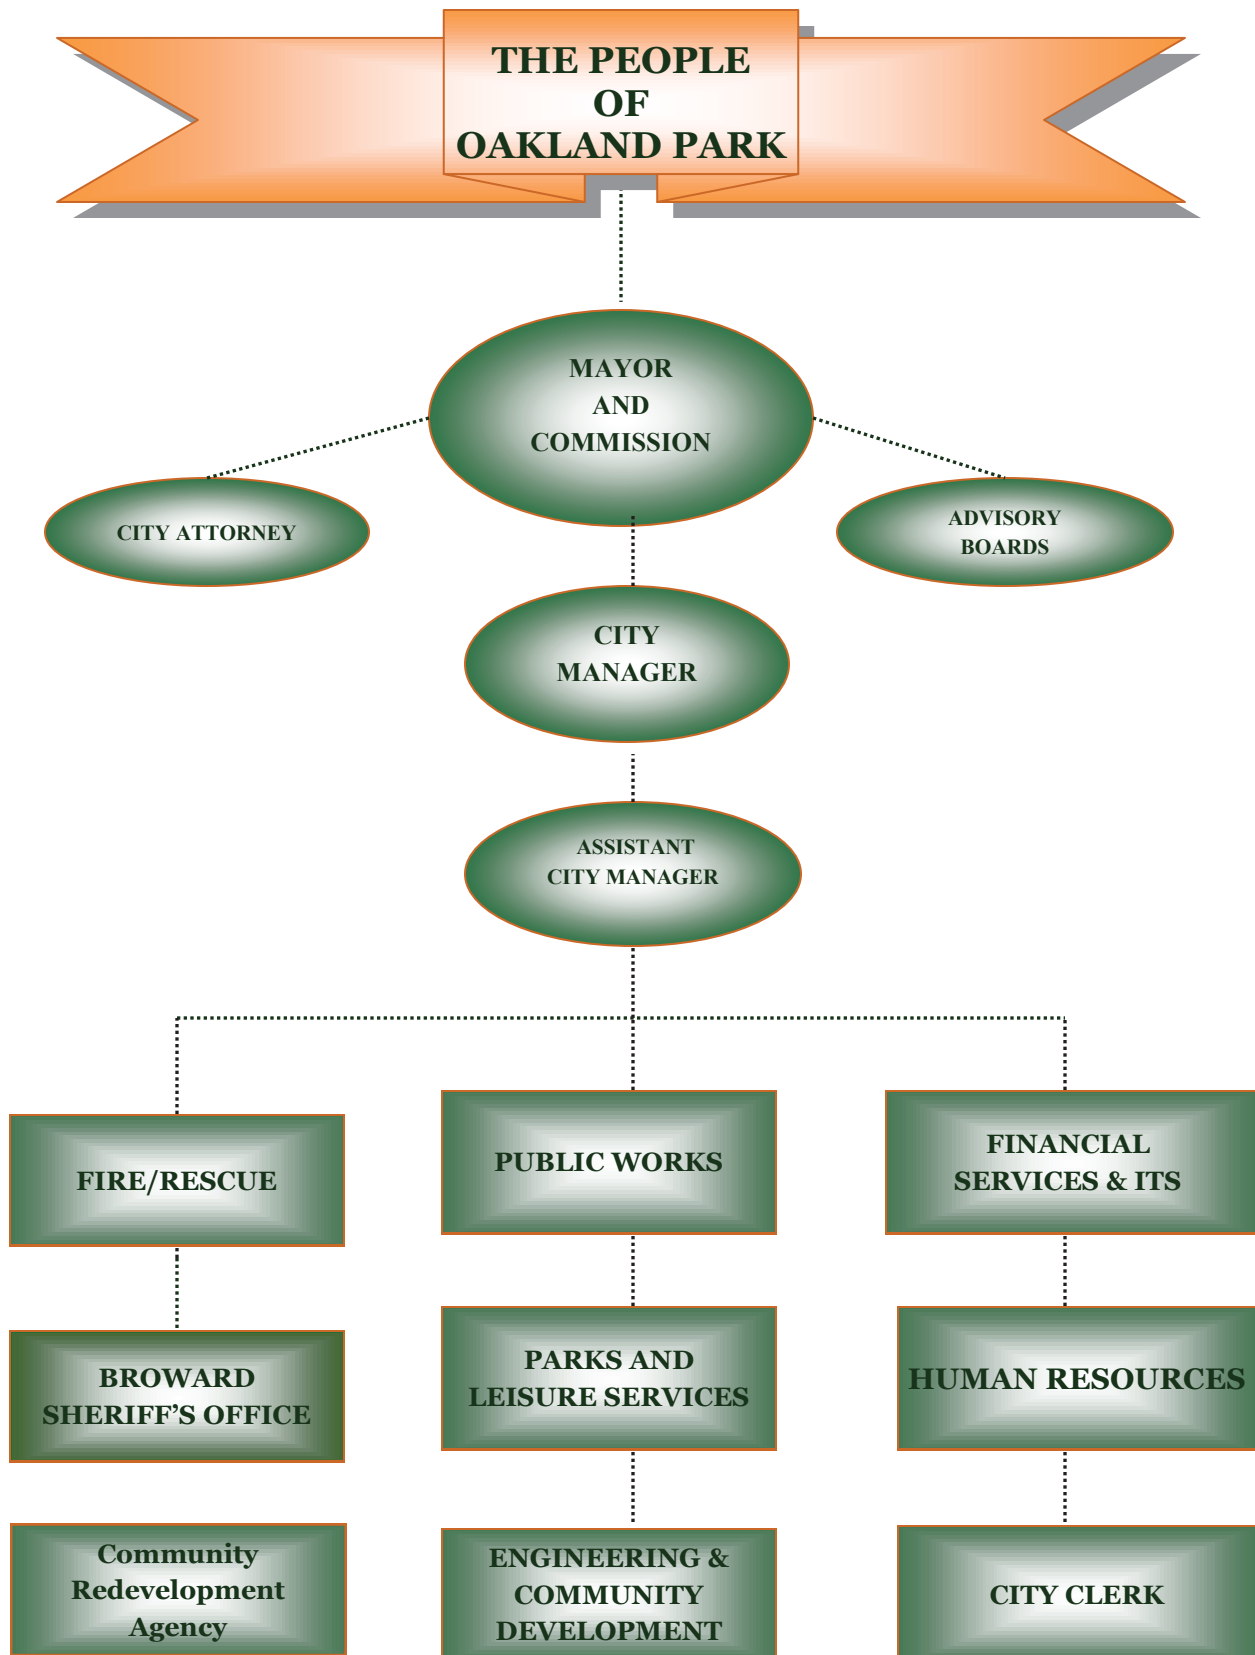 THE PEOPLE
OF
OAKLAND PARK
MAYOR
AND
COMMISSION
CITY ATTORNEY
ADVISORY
BOARDS
CITY
MANAGER
ASSISTANT
CITY MANAGER
FIRE/RESCUE
PUBLIC WORKS
FINANCIAL
SERVICES & ITS
BROWARD
SHERIFF’S OFFICE
PARKS AND
LEISURE SERVICES
HUMAN RESOURCES
Community
Redevelopment
Agency
ENGINEERING &
COMMUNITY
DEVELOPMENT
CITY CLERK